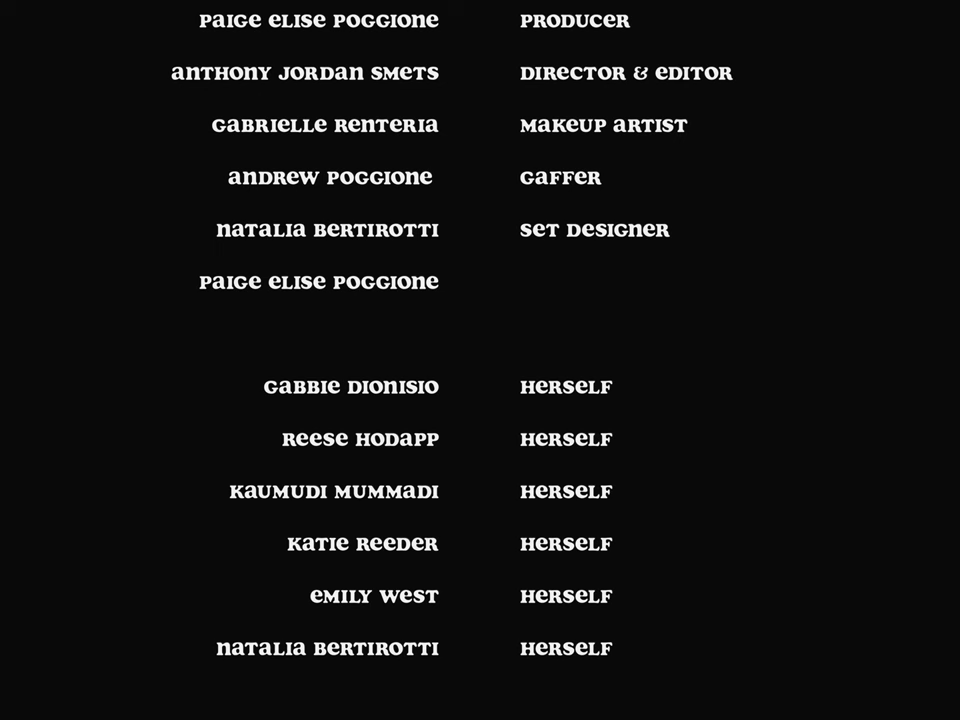 PAIGE ELISE POGGIONE PRODUCER
ANTHONY JORDAN SMETS DIRECTOR & EDITOR
GABRIELLE RENTERIA MAKEUP ARTIST
ANDREW POGGIONE GAFFER
NATALIA BERTIROTTI SET DESIGNER
PAIGE ELISE POGGIONE
GABBIE DIONISIO HERSELF
REESE HODAPP HERSELF
KAUMUDI MUMMADI HERSELF
KATIE REEDER HERSELF
EMILY WEST HERSELF
NATALIA BERTIROTTI HERSELF